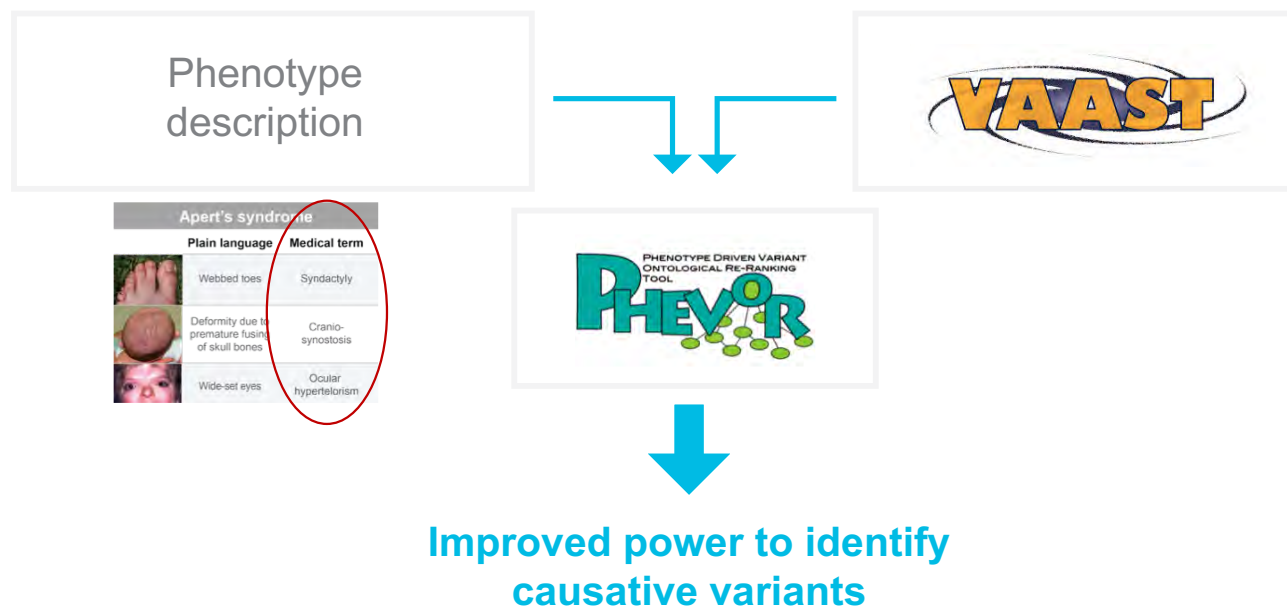 Phenotype
description
VAAST
Apert's syndrome
Plain language Medical term
Webbed toes Syndactyly
Deformity due to
premature fusing
of skull bones
Cranio-
synostosis
Wide-set eyes
Ocular
hypertelorism
PHENOTYPE DRIVEN VARIANT
ONTOLOGICAL RE-RANKING
TOOL
PHEVOR
Improved power to identify
causative variants